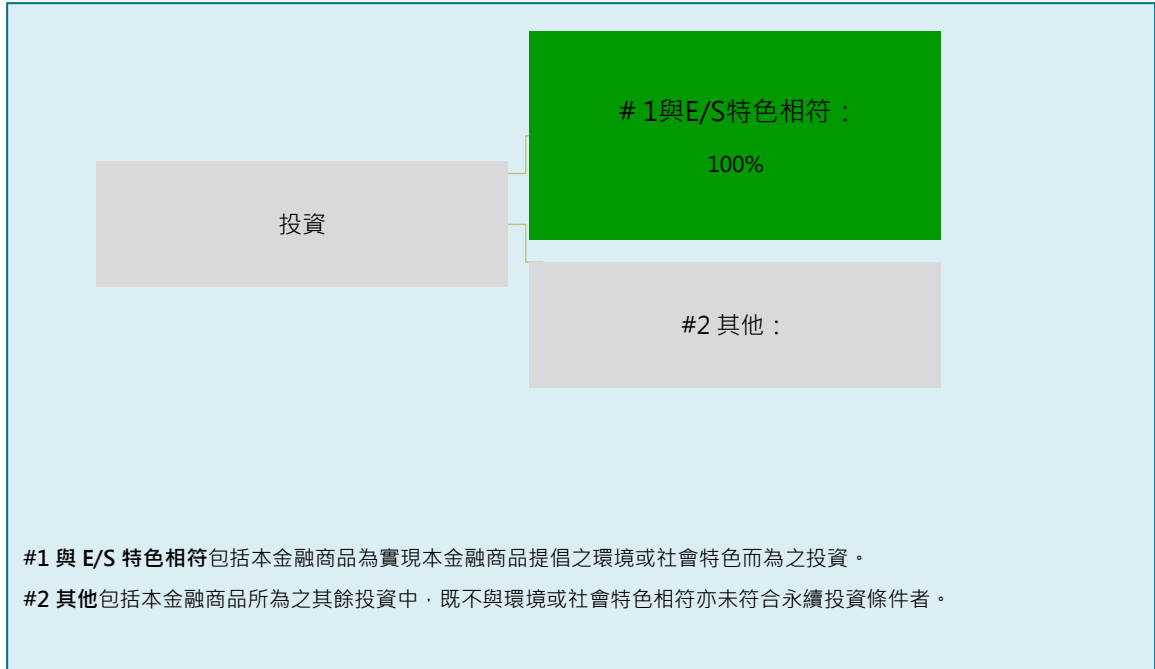 # 1與E/S特色相符：
100%
投資
#2 其他：
#1 與 E/S 特色相符包括本金融商品為實現本金融商品提倡之環境或社會特色而為之投資。
#2 其他包括本金融商品所為之其餘投資中，既不與環境或社會特色相符亦未符合永續投資條件者。